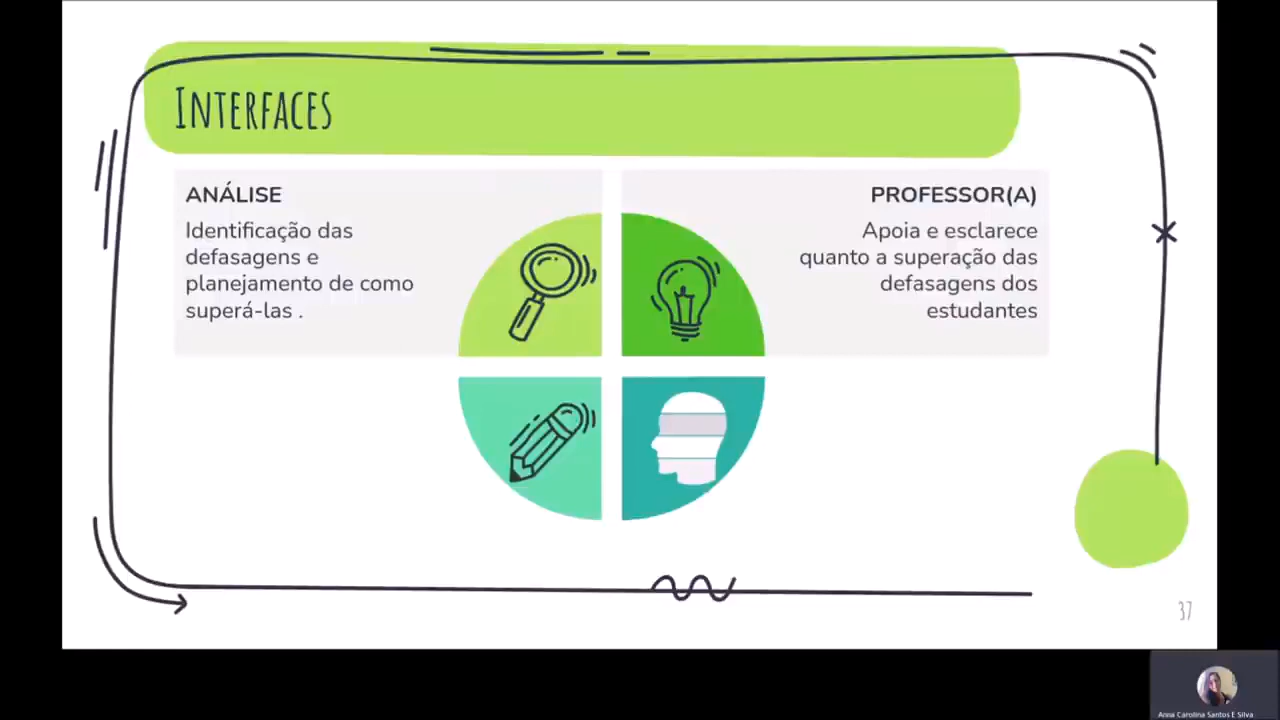 INTERFACES
ANÁLISE
Identificação das
defasagens e
planejamento de como
superá-las .
PROFESSOR(A)
Apoia e esclarece
quanto a superação das
defasagens dos
estudantes
37
Anna Carolina Santos E Silva